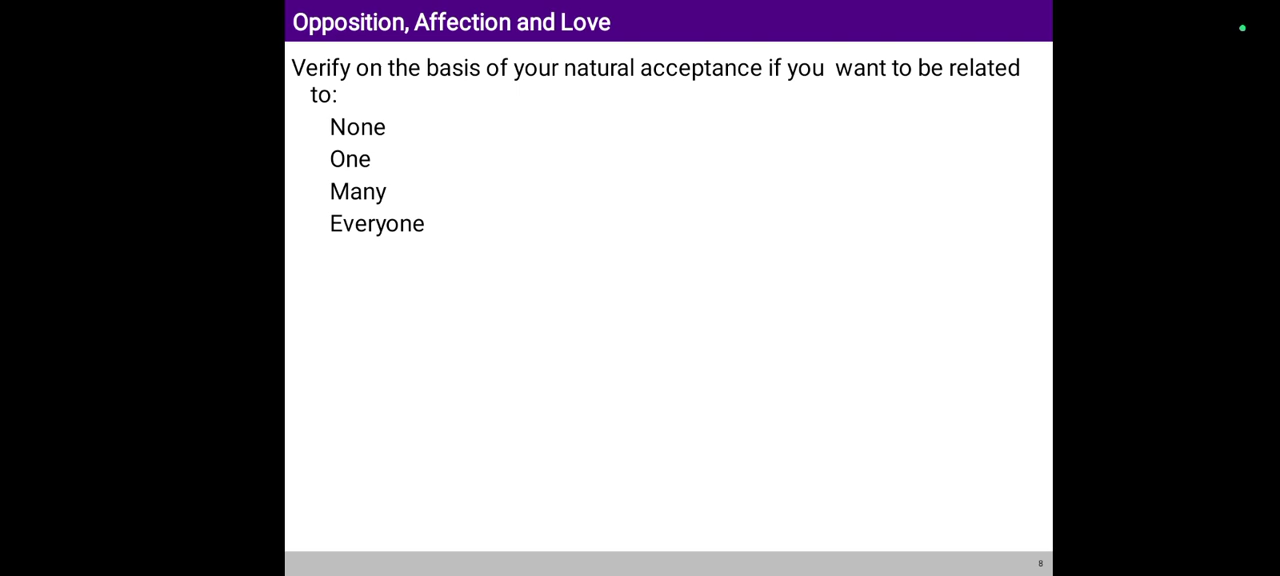 Opposition, Affection and Love
Verify on the basis of your natural acceptance if you  want to be related
to:
None
One
Many
Everyone
8